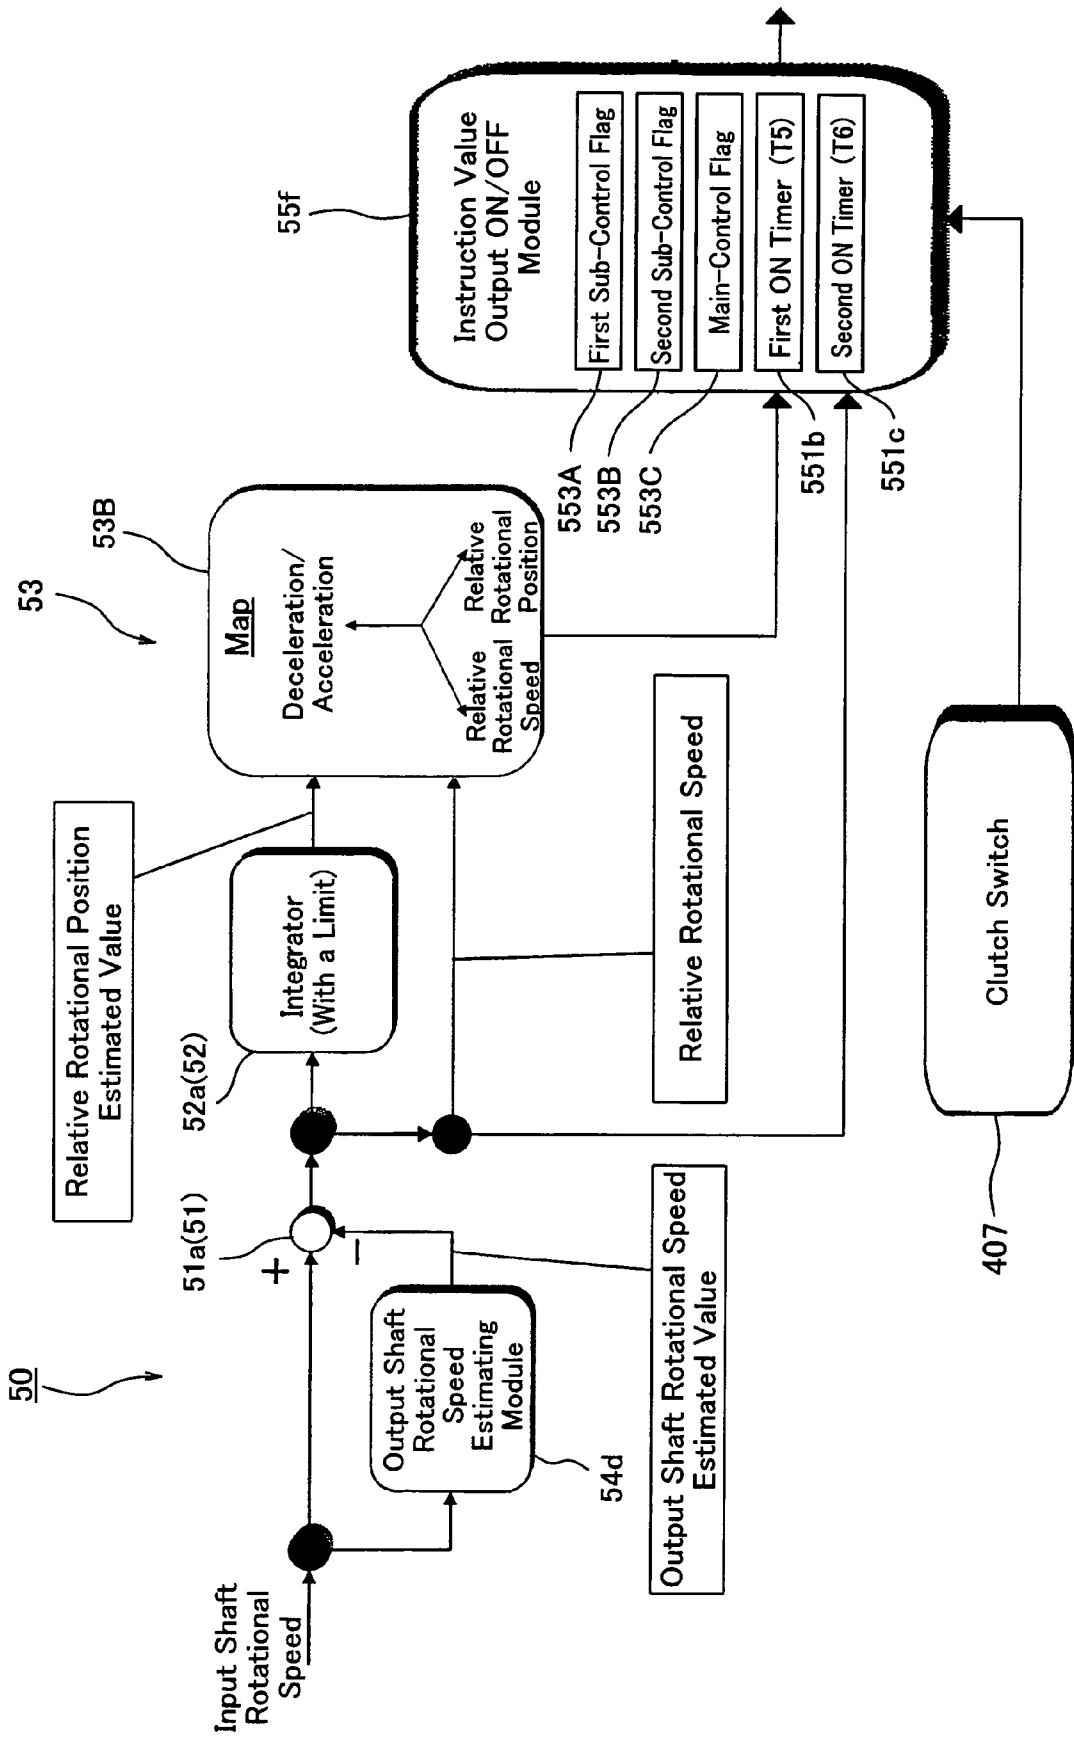 50
Input Shaft
Rotational
Speed
+
−
51a(51)
Output Shaft
Rotational
Speed
Estimating
Module
54d
Output Shaft Rotational Speed
Estimated Value
Relative Rotational Position
Estimated Value
52a(52)
Integrator
(With a Limit)
Relative Rotational Speed
53
53B
Map
Deceleration/
Acceleration
Relative
Rotational
Speed
Relative
Rotational
Position
55f
Instruction Value
Output ON/OFF
Module
First Sub-Control Flag
Second Sub-Control Flag
Main-Control Flag
First ON Timer (T5)
Second ON Timer (T6)
553A
553B
553C
551b
551c
Clutch Switch
407